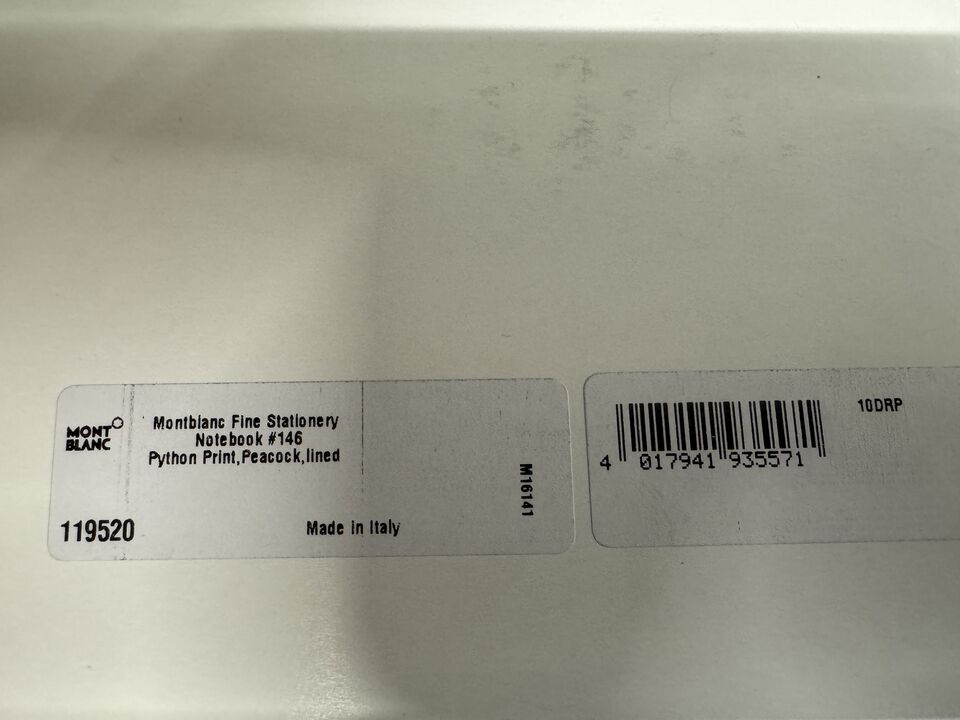 MONT
BLANC
Montblanc Fine Stationery
Notebook #146
Python Print,Peacock,lined
119520
Made in Italy
M16141
10DRP
4 017941 935571